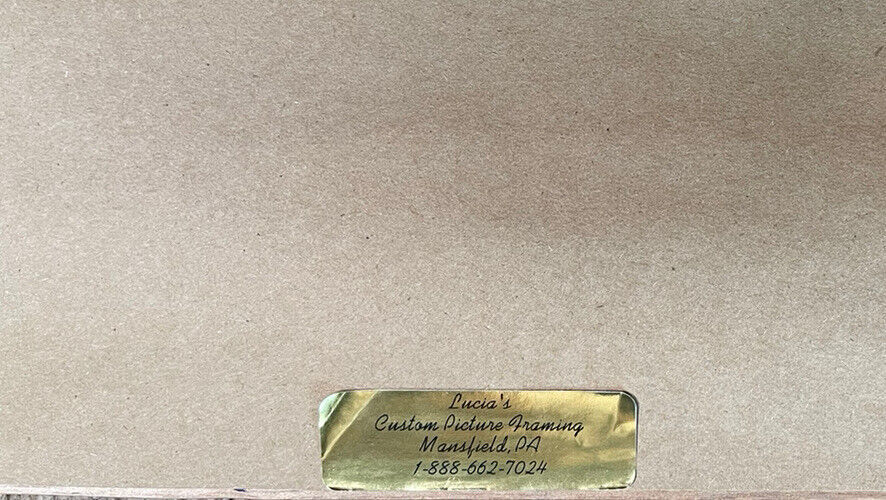 Lucia's
Custom Picture Framing
Mansfield, PA
1-888-662-7024